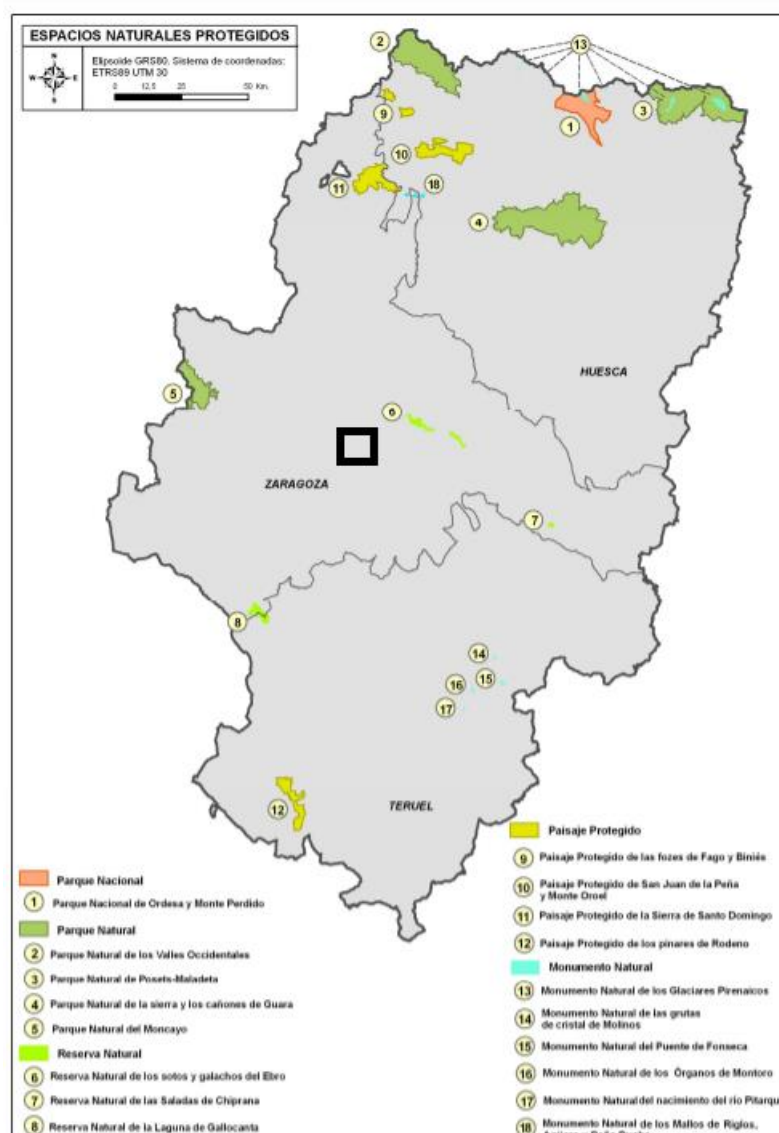 ESPACIOS NATURALES PROTEGIDOS
N
W E
S
Elipsoide GRS80. Sistema de coordenadas:
ETRS89 UTM 30
0 12,5 25 50 Km.
2
13
9
1
3
10
11
18
4
HUESCA
5
6
ZARAGOZA
7
8
14
15
16
17
12
TERUEL
Parque Nacional
1 Parque Nacional de Ordesa y Monte Perdido
Parque Natural
2 Parque Natural de los Valles Occidentales
3 Parque Natural de Posets-Maladeta
4 Parque Natural de la sierra y los cañones de Guara
5 Parque Natural del Moncayo
Reserva Natural
6 Reserva Natural de los sotos y galachos del Ebro
7 Reserva Natural de las Saladas de Chiprana
8 Reserva Natural de la Laguna de Gallocanta
Paisaje Protegido
9 Paisaje Protegido de las fozes de Fago y Biniés
10 Paisaje Protegido de San Juan de la Peña
y Monte Oroel
11 Paisaje Protegido de la Sierra de Santo Domingo
12 Paisaje Protegido de los pinares de Rodeno
Monumento Natural
13 Monumento Natural de los Glaciares Pirenaicos
14 Monumento Natural de las grutas
de cristal de Molinos
15 Monumento Natural del Puente de Fonseca
16 Monumento Natural de los Órganos de Montoro
17 Monumento Natural del nacimiento del río Pitarqu
18 Monumento Natural de los Mallos de Riglos,